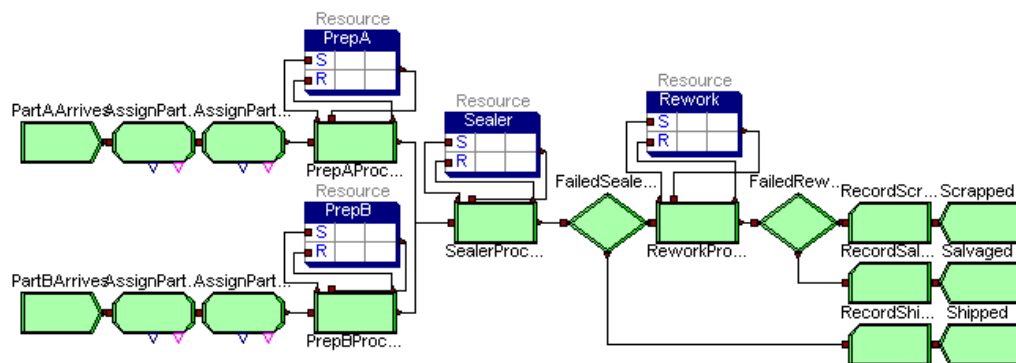 Resource
PrepA
S
R
PartAArrives AssignPart... AssignPart...
PrepAProc...
Resource
Sealer
S
R
Resource
Rework
S
R
FailedSeale...
FailedRew...
RecordScr... Scrapped
SealerProc...
ReworkPro...
RecordSal... Salvaged
Resource
PrepB
S
R
PartBArrives AssignPart... AssignPart...
PrepBProc...
RecordShi... Shipped